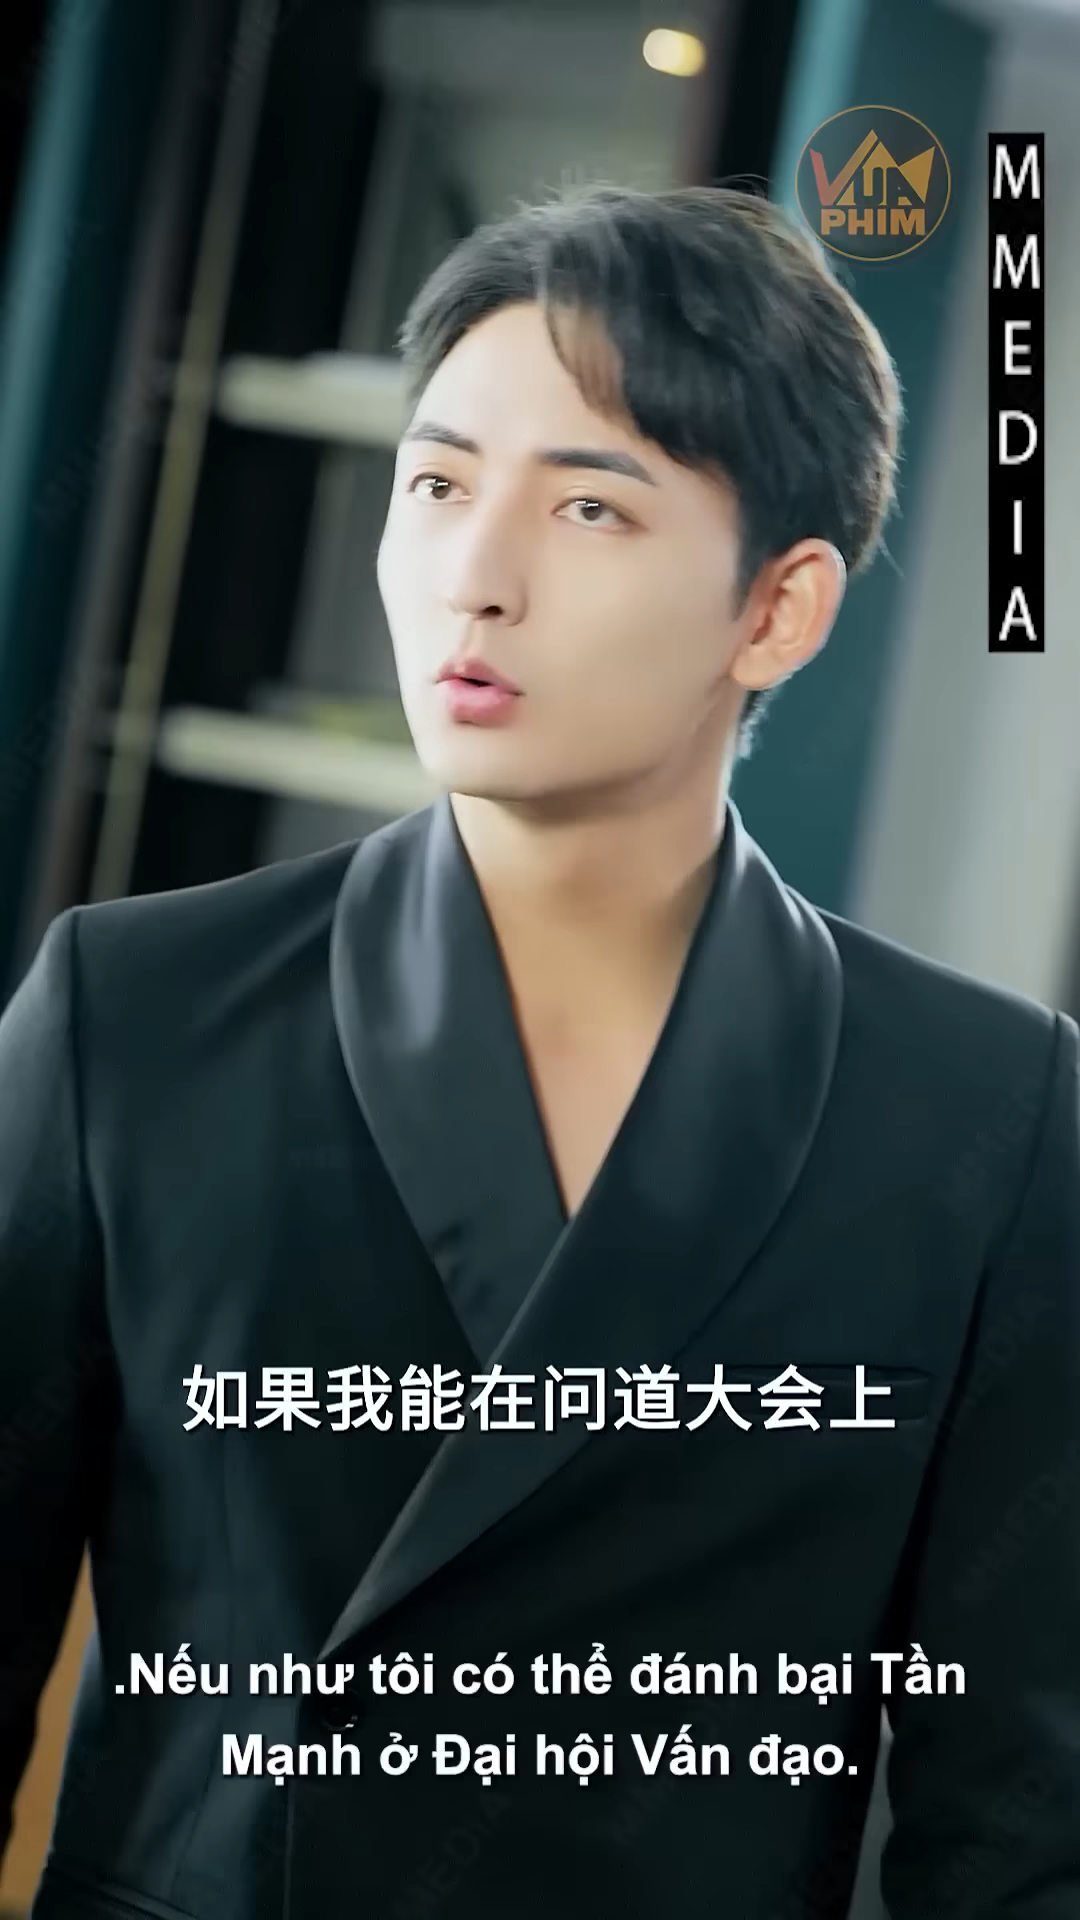 VUA
PHIM
MMEDIA
如果我能在问道大会上
.Nếu như tôi có thể đánh bại Tần
Mạnh ở Đại hội Vấn đạo.